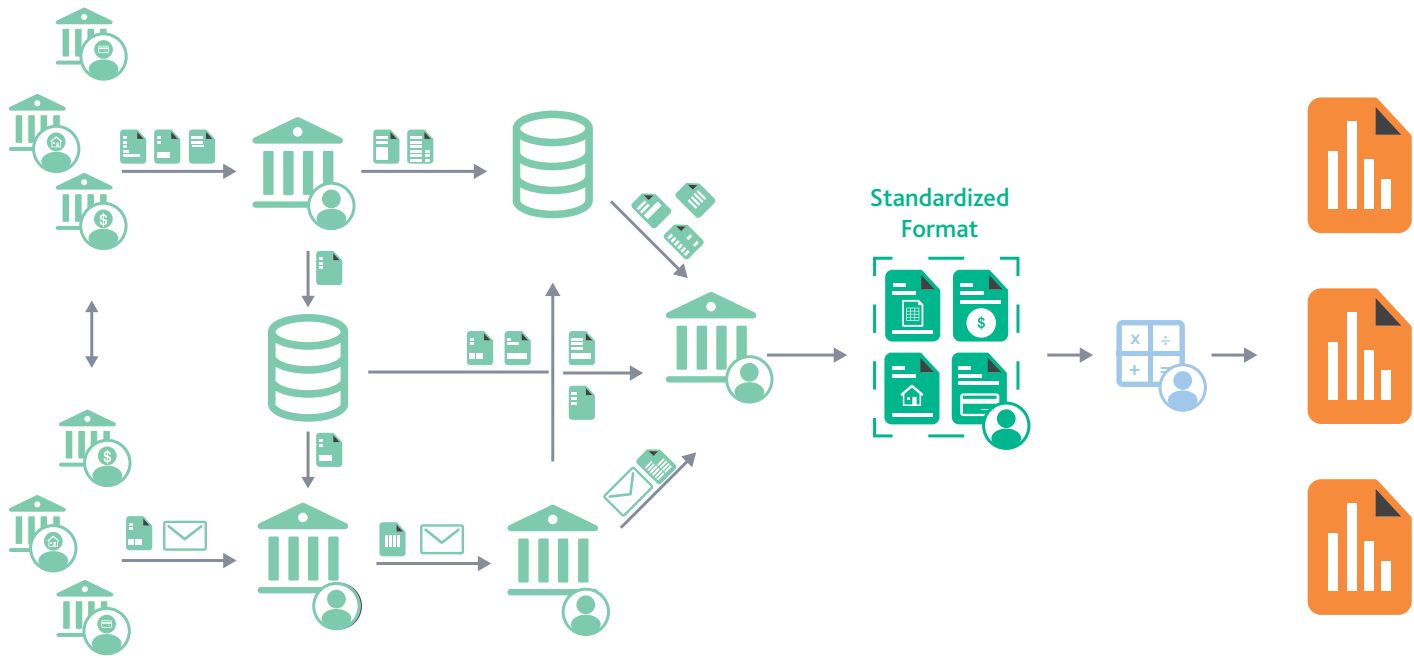 $
Standardized
Format
$
x ÷
+ =
$